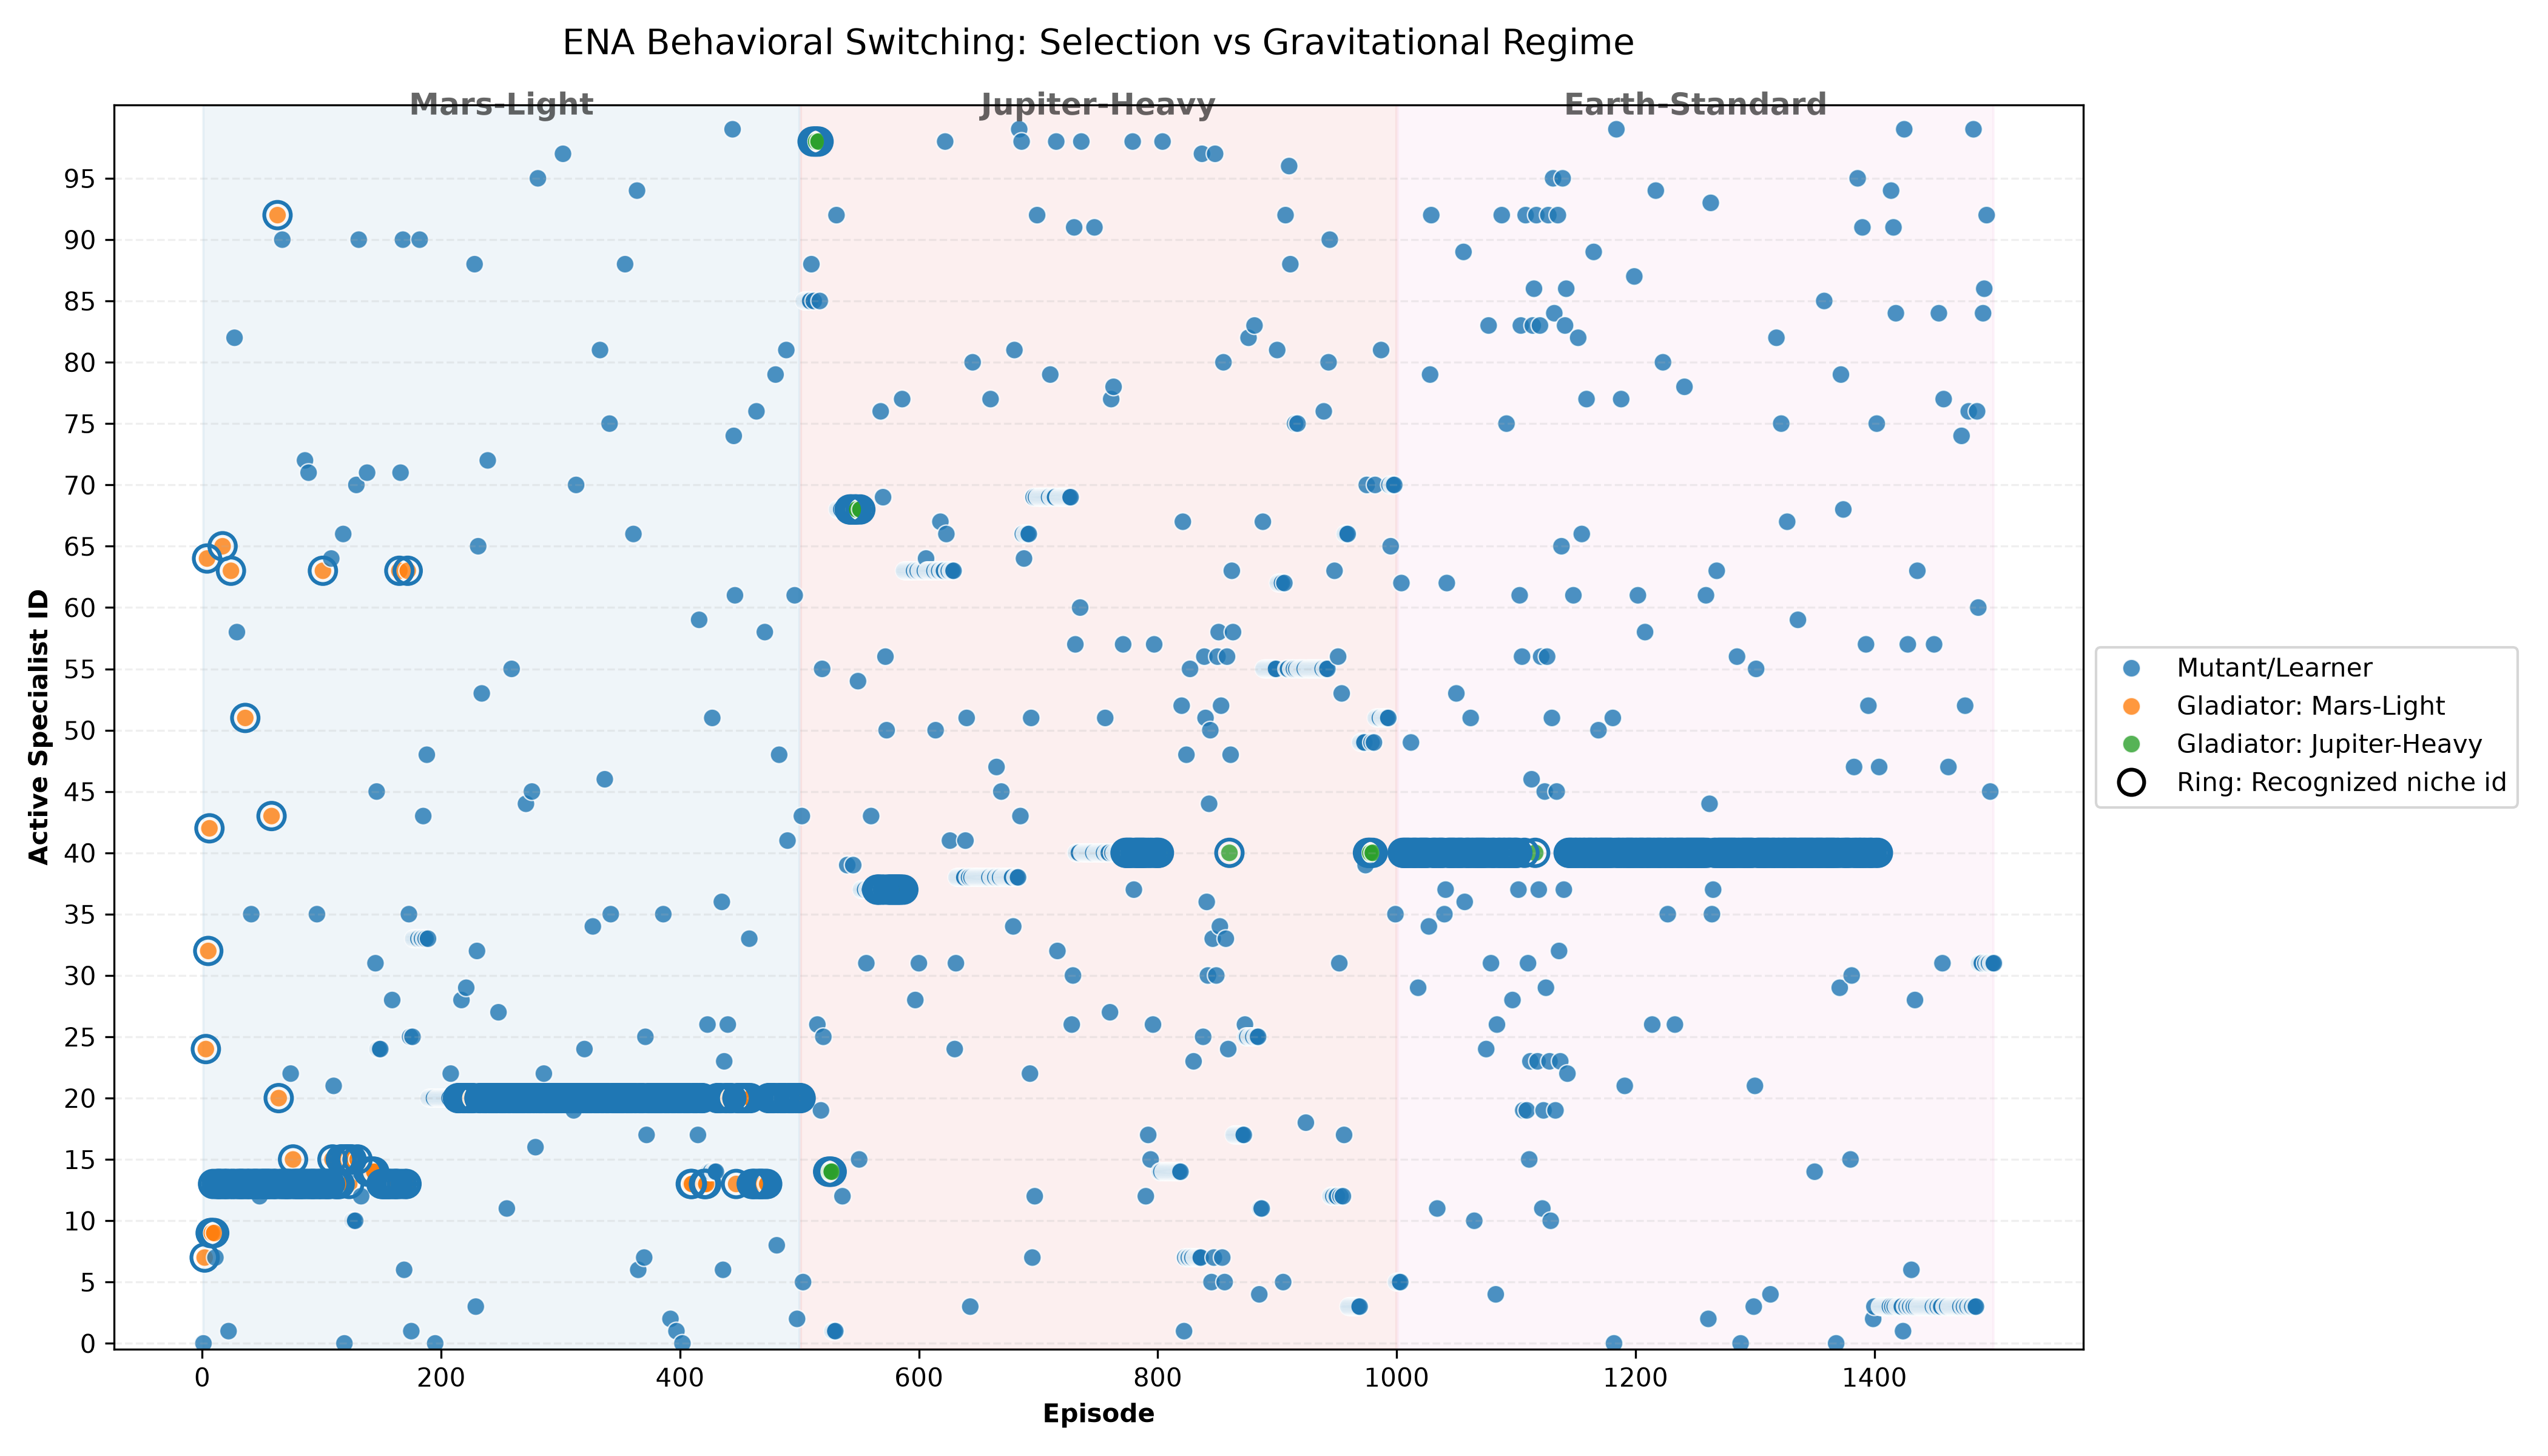 ENA Behavioral Switching: Selection vs Gravitational Regime
Mars-Light
Jupiter-Heavy
Earth-Standard
95
90
85
80
75
70
65
60
55
50
45
40
35
30
25
20
15
10
5
0
Active Specialist ID
0
200
400
600
800
1000
1200
1400
Episode
Mutant/Learner
Gladiator: Mars-Light
Gladiator: Jupiter-Heavy
Ring: Recognized niche id